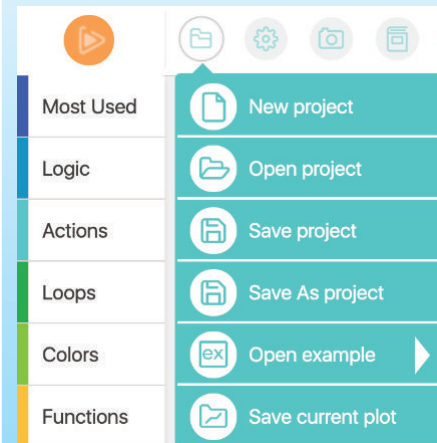 Most Used
Logic
Actions
Loops
Colors
Functions
New project
Open project
Save project
Save As project
ex Open example
Save current plot